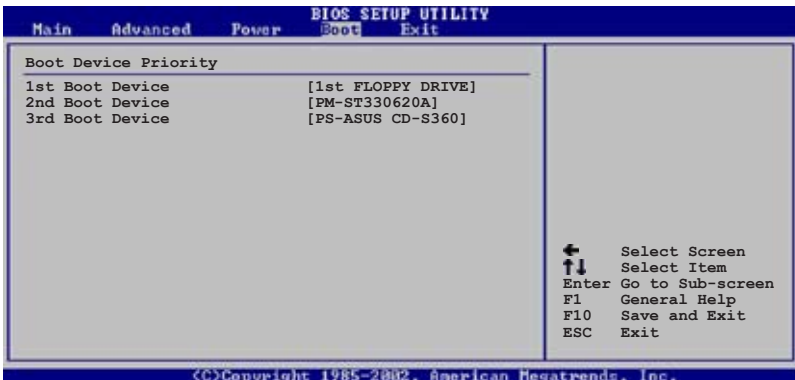 BIOS SETUP UTILITY
Main Advanced Power Boot Exit
Boot Device Priority
1st Boot Device [1st FLOPPY DRIVE]
2nd Boot Device [PM-ST330620A]
3rd Boot Device [PS-ASUS CD-S360]
← Select Screen
↑↓ Select Item
Enter Go to Sub-screen
F1 General Help
F10 Save and Exit
ESC Exit
(C)Copyright 1985-2002, American Megatrends, Inc.